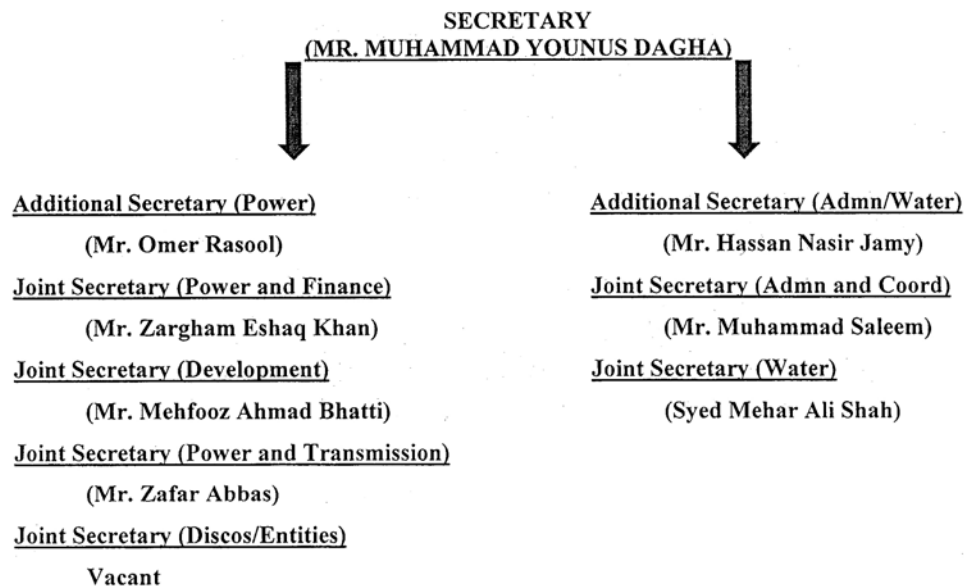 SECRETARY
(MR. MUHAMMAD YOUNUS DAGHA)
Additional Secretary (Power)
(Mr. Omer Rasool)
Joint Secretary (Power and Finance)
(Mr. Zargham Eshaq Khan)
Joint Secretary (Development)
(Mr. Mehfooz Ahmad Bhatti)
Joint Secretary (Power and Transmission)
(Mr. Zafar Abbas)
Joint Secretary (Discos/Entities)
Vacant
Additional Secretary (Admn/Water)
(Mr. Hassan Nasir Jamy)
Joint Secretary (Admn and Coord)
(Mr. Muhammad Saleem)
Joint Secretary (Water)
(Syed Mehar Ali Shah)